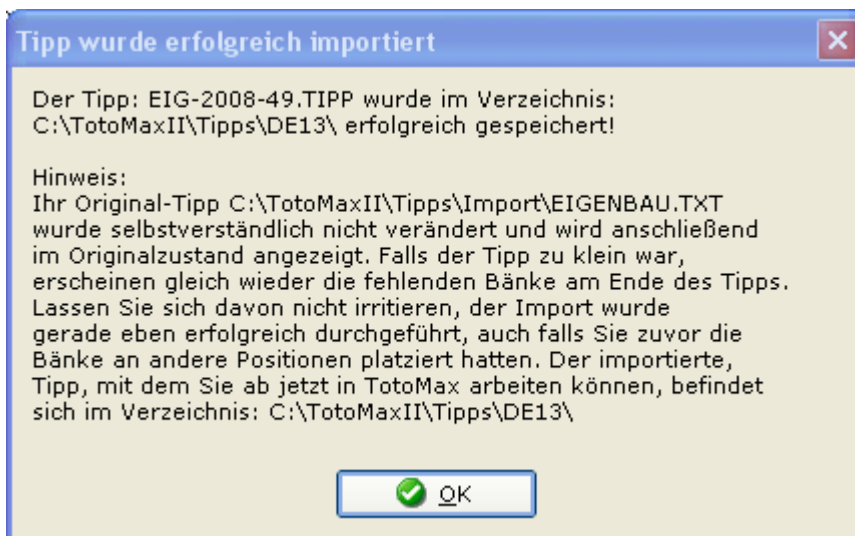 Tipp wurde erfolgreich importiert
Der Tipp: EIG-2008-49.TIPP wurde im Verzeichnis:
C:\TotoMaxII\Tipps\DE13\ erfolgreich gespeichert!
Hinweis:
Ihr Original-Tipp C:\TotoMaxII\Tipps\Import\EIGENBAU.TXT
wurde selbstverständlich nicht verändert und wird anschließend
im Originalzustand angezeigt. Falls der Tipp zu klein war,
erscheinen gleich wieder die fehlenden Bänke am Ende des Tipps.
Lassen Sie sich davon nicht irritieren, der Import wurde
gerade eben erfolgreich durchgeführt, auch falls Sie zuvor die
Bänke an andere Positionen platziert hatten. Der importierte,
Tipp, mit dem Sie ab jetzt in TotoMax arbeiten können, befindet
sich im Verzeichnis: C:\TotoMaxII\Tipps\DE13\
OK